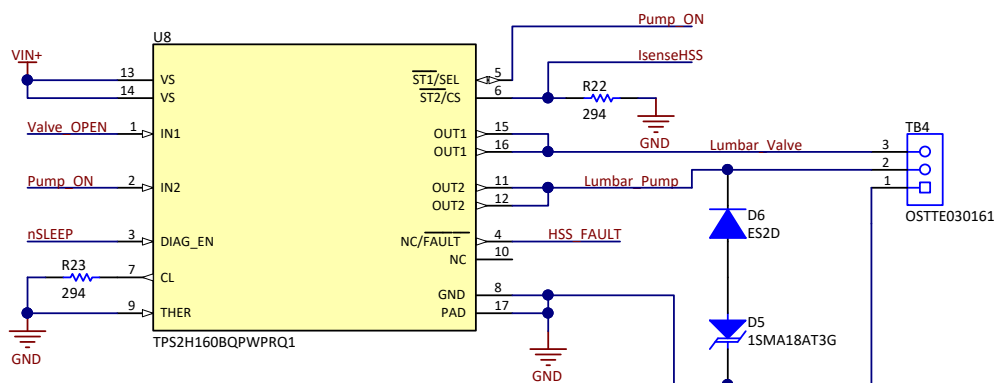 Pump_ON
U8
VIN+
IsenseHSS
13 VS ST1/SEL 5
R22
14 VS ST2/CS 6
294
Valve_OPEN 1 IN1 OUT1 15
GND
TB4
OUT1 16 Lumbar_Valve 3
2
Pump_ON 2 IN2 OUT2 11 Lumbar_Pump 1
OUT2 12
OSTTE030161
D6
ES2D
nSLEEP 3 DIAG_EN NC/FAULT 4 HSS_FAULT
NC 10
R23
7 CL
294
GND 8
9 THER PAD 17
D5
1SMA18AT3G
TPS2H160BQPWPRQ1
GND
GND